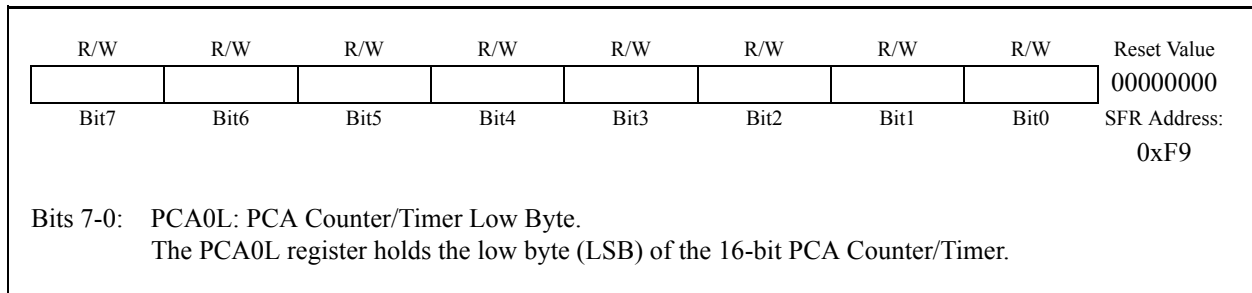 R/W R/W R/W R/W R/W R/W R/W R/W Reset Value
00000000
Bit7 Bit6 Bit5 Bit4 Bit3 Bit2 Bit1 Bit0 SFR Address:
0xF9
Bits 7-0: PCA0L: PCA Counter/Timer Low Byte.
The PCA0L register holds the low byte (LSB) of the 16-bit PCA Counter/Timer.